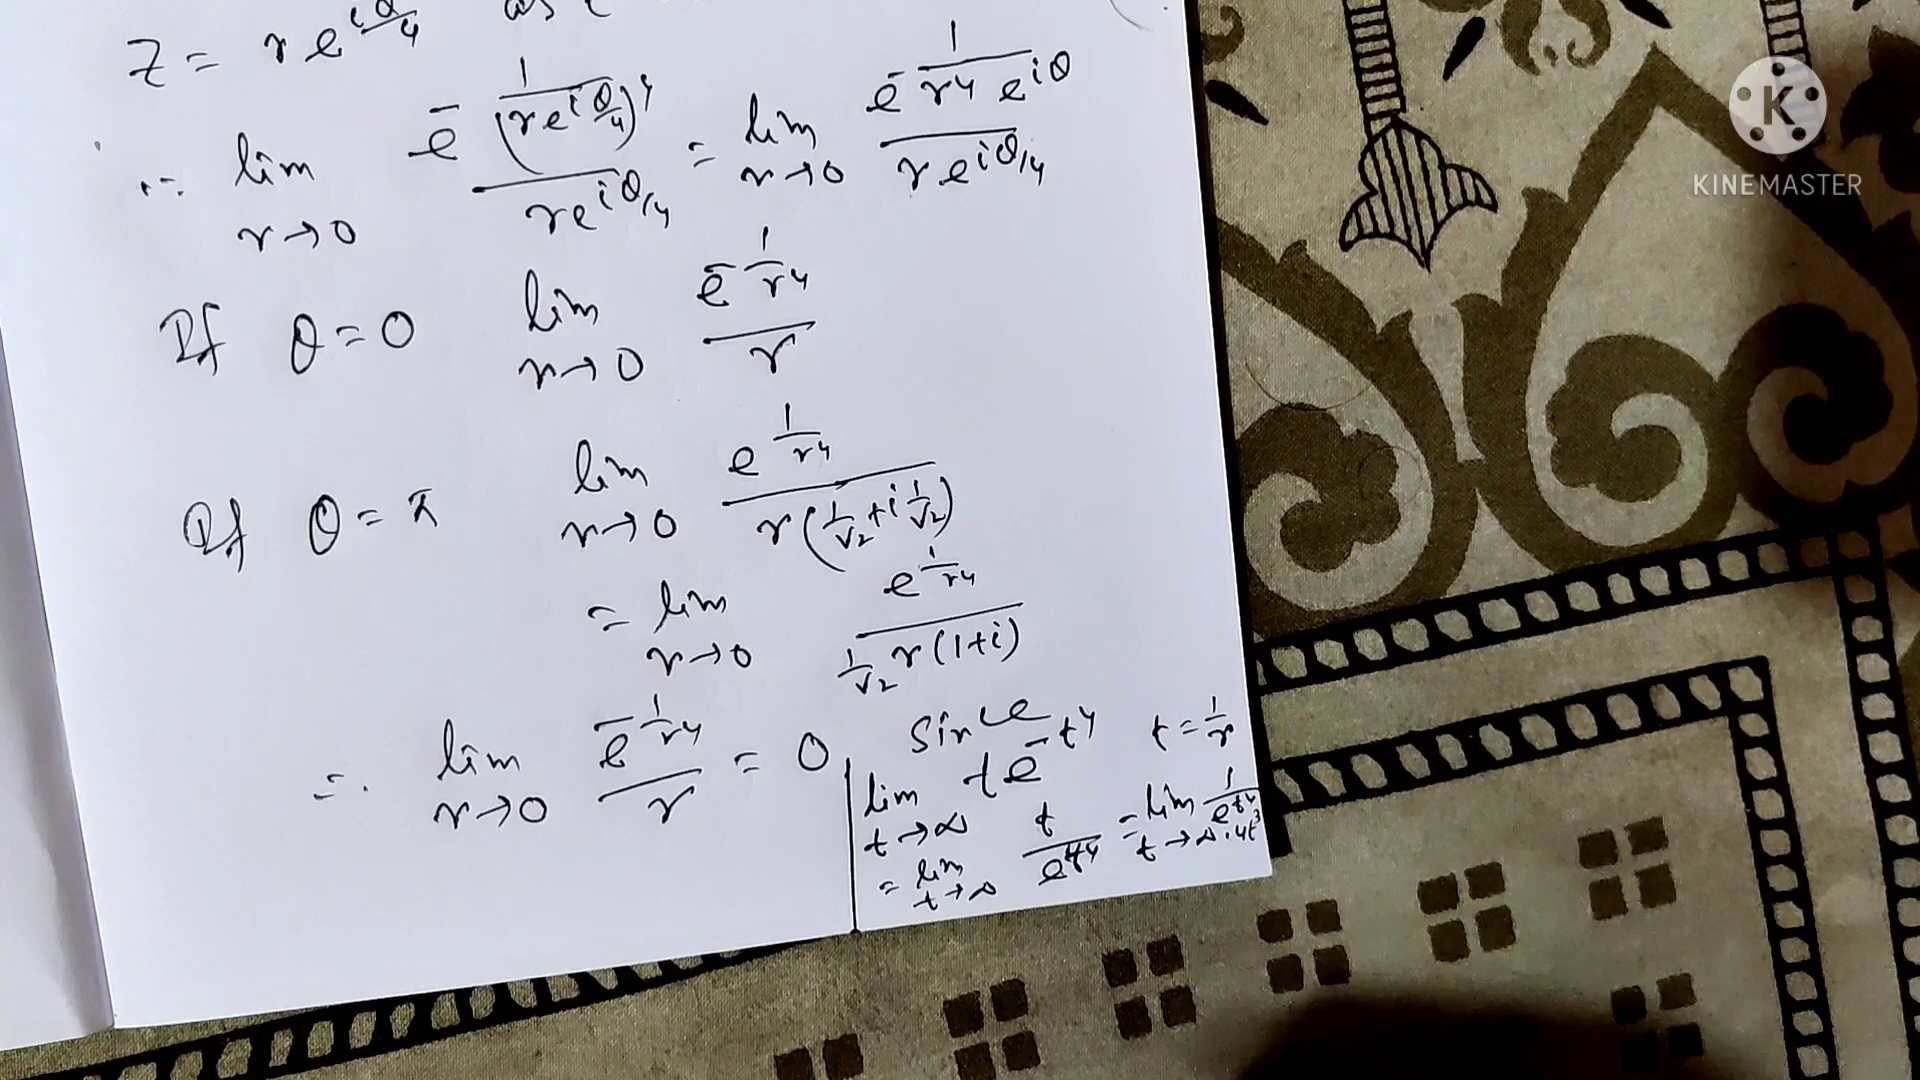 z = r e^{iθ/4} as
∴ lim_{r→0} e^{-1/(re^{iθ/4})^4} / re^{iθ/4} = lim_{r→0} e^{-1/(r^4 e^{iθ})} / re^{iθ/4}
If θ = 0 lim_{r→0} e^{-1/r^4} / r
If θ = π lim_{r→0} e^{1/r^4} / r(1/√2 + i 1/√2)
= lim_{r→0} e^{1/r^4} / (1/√2 r(1+i))
∴ lim_{r→0} e^{-1/r^4} / r = 0
since
lim_{t→∞} t e^{-t^4} t = 1/r
= lim_{t→∞} t / e^{t^4} = lim_{t→∞} 1 / e^{t^4}.4t^3
K
KINEMASTER